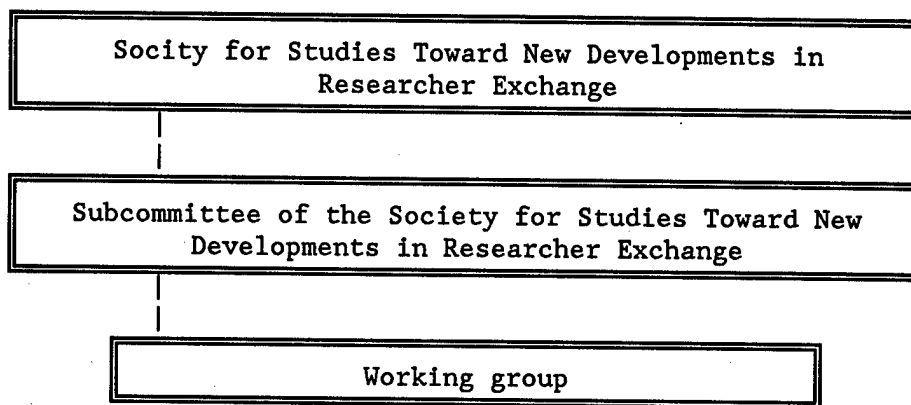 Socity for Studies Toward New Developments in
Researcher Exchange
Subcommittee of the Society for Studies Toward New
Developments in Researcher Exchange
Working group